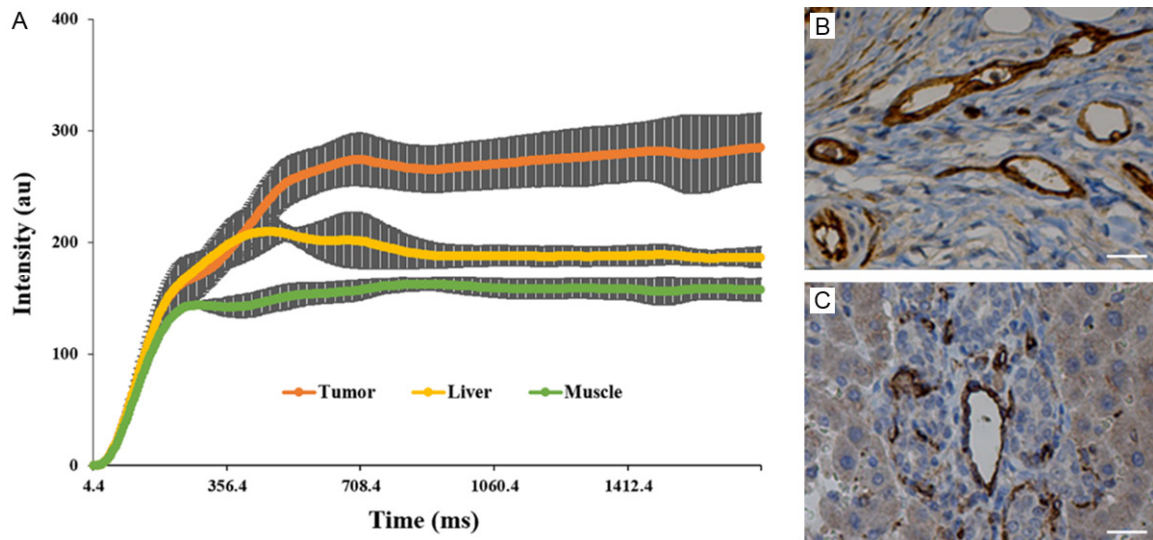 A
400
300
200
100
0
Intensity (au)
Tumor Liver Muscle
4.4 356.4 708.4 1060.4 1412.4
Time (ms)
B
C